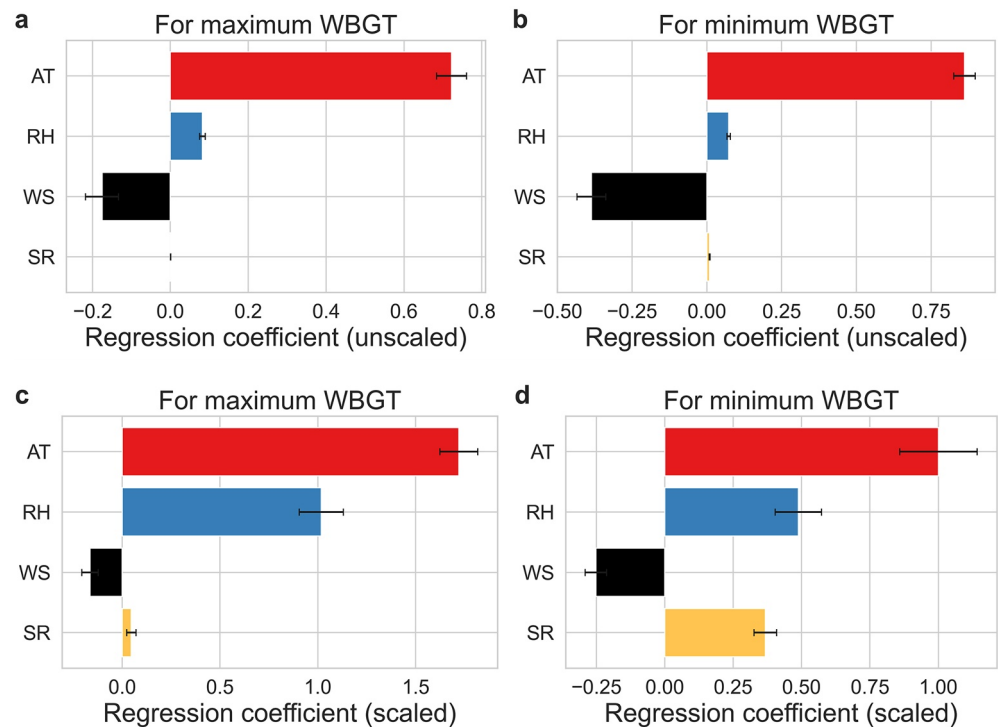 a
For maximum WBGT
AT
RH
WS
SR
−0.2 0.0 0.2 0.4 0.6 0.8
Regression coefficient (unscaled)
b
For minimum WBGT
AT
RH
WS
SR
−0.50 −0.25 0.00 0.25 0.50 0.75
Regression coefficient (unscaled)
c
For maximum WBGT
AT
RH
WS
SR
0.0 0.5 1.0 1.5
Regression coefficient (scaled)
d
For minimum WBGT
AT
RH
WS
SR
−0.25 0.00 0.25 0.50 0.75 1.00
Regression coefficient (scaled)